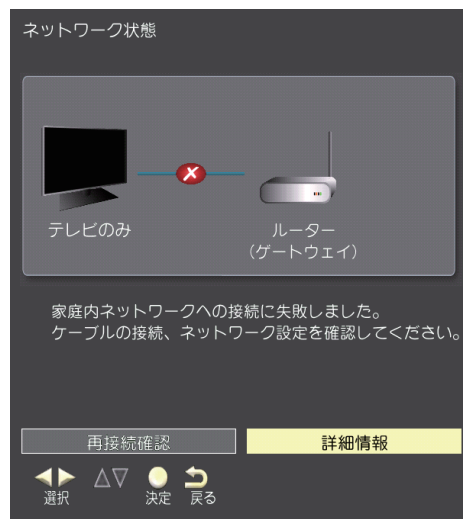 ネットワーク状態
テレビのみ
ルーター
(ゲートウェイ)
家庭内ネットワークへの接続に失敗しました。
ケーブルの接続、ネットワーク設定を確認してください。
再接続確認
詳細情報
選択
決定
戻る